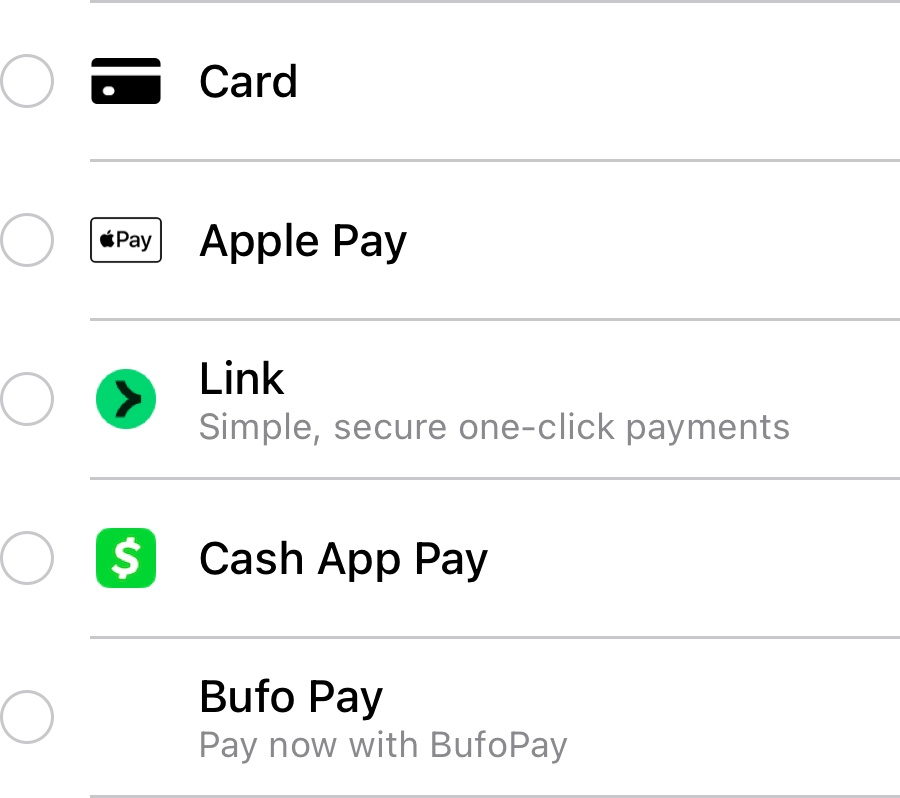 Card
Pay
Apple Pay
Link
Simple, secure one-click payments
$
Cash App Pay
Bufo Pay
Pay now with BufoPay